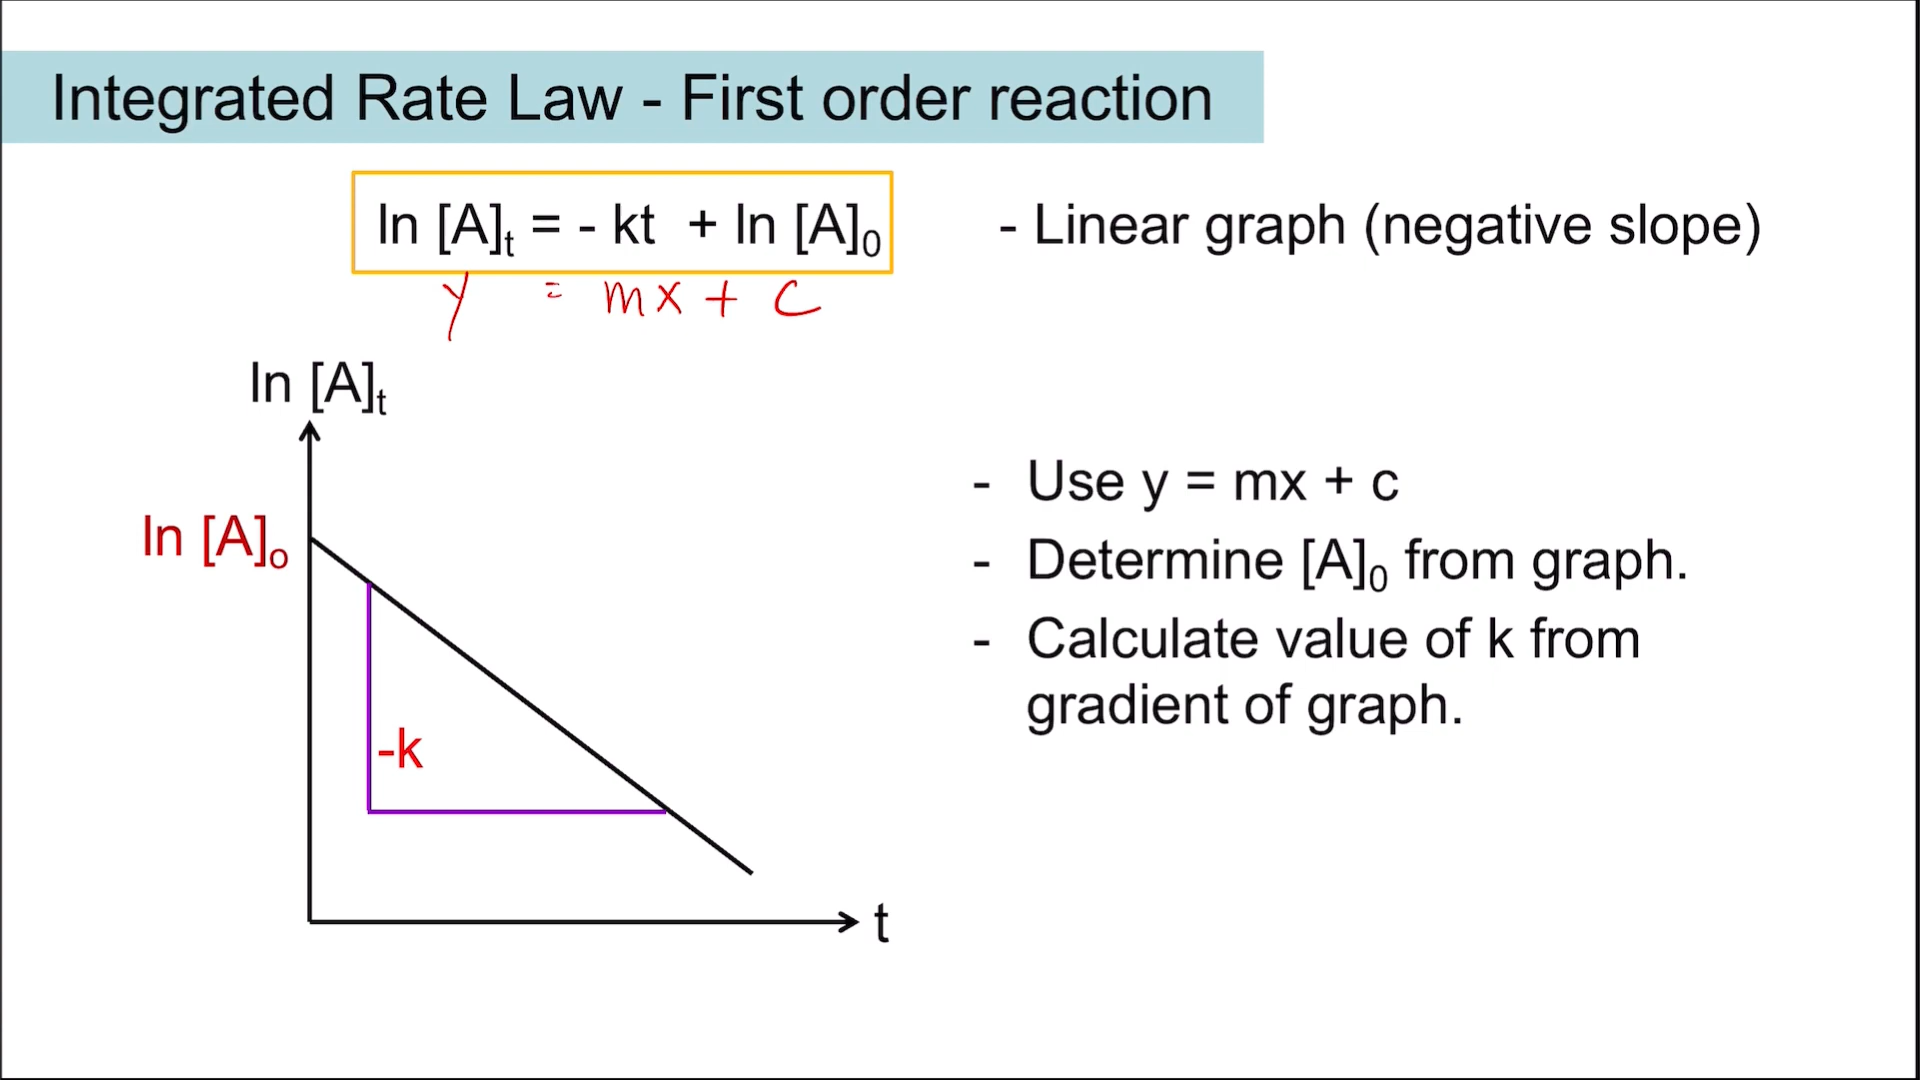 Integrated Rate Law - First order reaction
ln [A]t = - kt + ln [A]0
- Linear graph (negative slope)
y = mx + c
ln [A]t
ln [A]o
-k
t
- Use y = mx + c
- Determine [A]0 from graph.
- Calculate value of k from
gradient of graph.